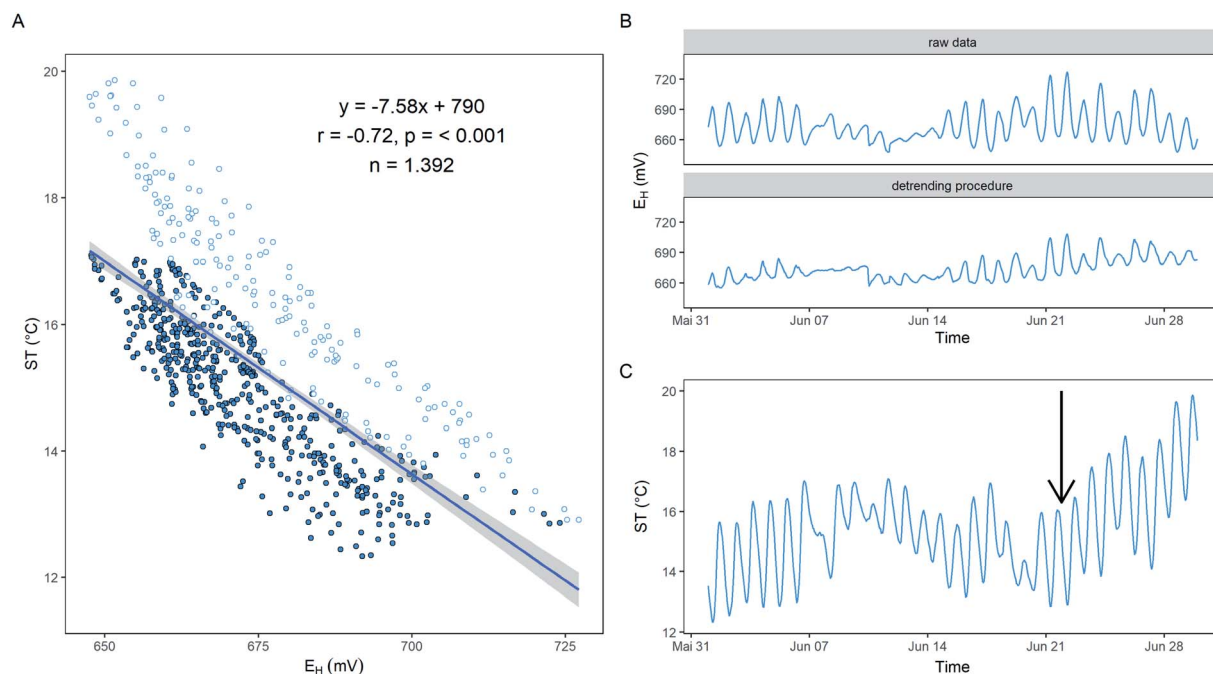 A
y = -7.58x + 790
r = -0.72, p = < 0.001
n = 1.392
20
18
16
14
12
ST (°C)
650
675
700
725
E_H (mV)
B
raw data
720
690
660
detrending procedure
720
690
660
E_H (mV)
Mai 31
Jun 07
Jun 14
Jun 21
Jun 28
Time
C
20
18
16
14
12
ST (°C)
Mai 31
Jun 07
Jun 14
Jun 21
Jun 28
Time